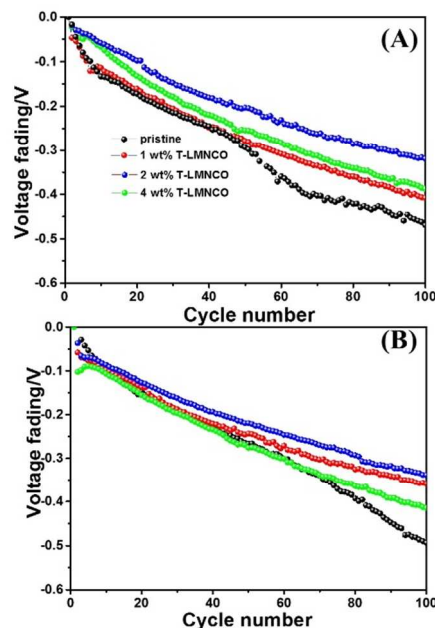 (A)
0.0
-0.1
-0.2
-0.3
-0.4
-0.5
-0.6
Voltage fading/V
pristine
1 wt% T-LMNCO
2 wt% T-LMNCO
4 wt% T-LMNCO
0 20 40 60 80 100
Cycle number
(B)
0.0
-0.1
-0.2
-0.3
-0.4
-0.5
-0.6
Voltage fading/V
0 20 40 60 80 100
Cycle number